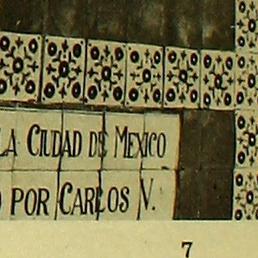 LA CIUDAD DE MEXICO
POR CARLOS V.
7